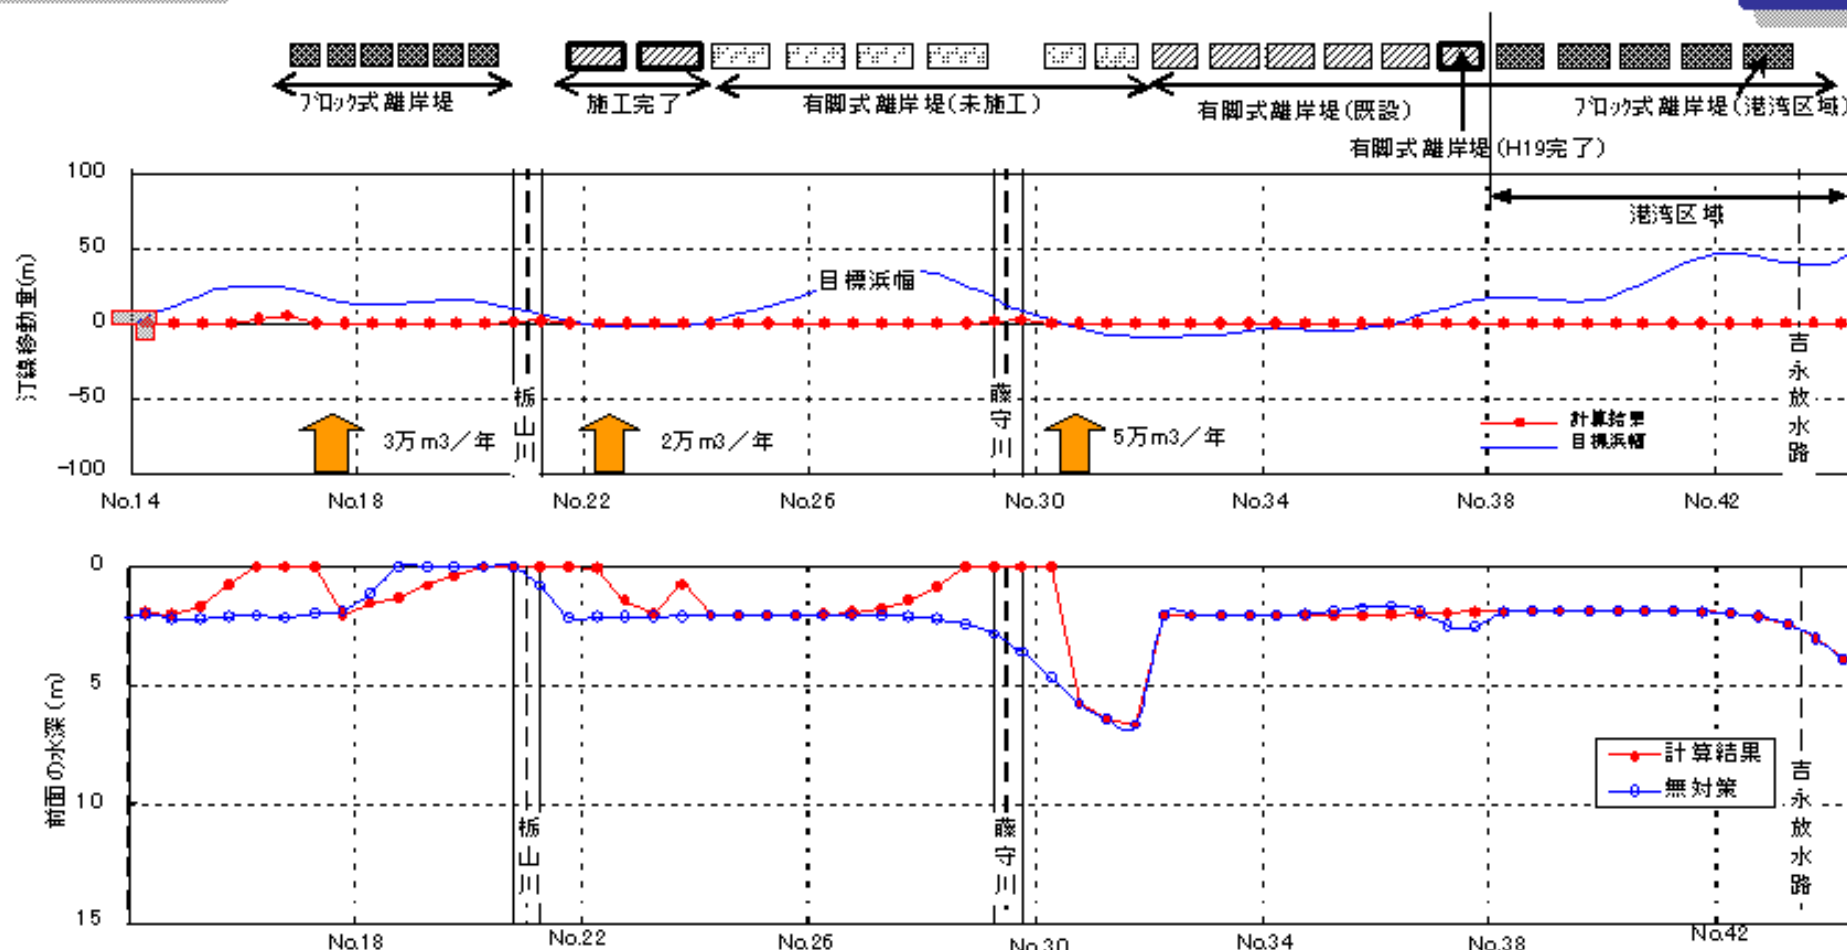 ブロック式離岸堤
施工完了
有脚式離岸堤(未施工)
有脚式離岸堤(既設)
ブロック式離岸堤(港湾区域)
有脚式離岸堤(H19完了)
港湾区域
汀線移動量(m)
100
50
0
-50
-100
目標浜幅
3万m3/年
栃山川
2万m3/年
藤守川
5万m3/年
計算結果
目標浜幅
吉永放水路
No.14
No.18
No.22
No.26
No.30
No.34
No.38
No.42
前面の水深(m)
0
5
10
15
栃山川
藤守川
計算結果
無対策
吉永放水路
No.18
No.22
No.26
No.30
No.34
No.38
No.42